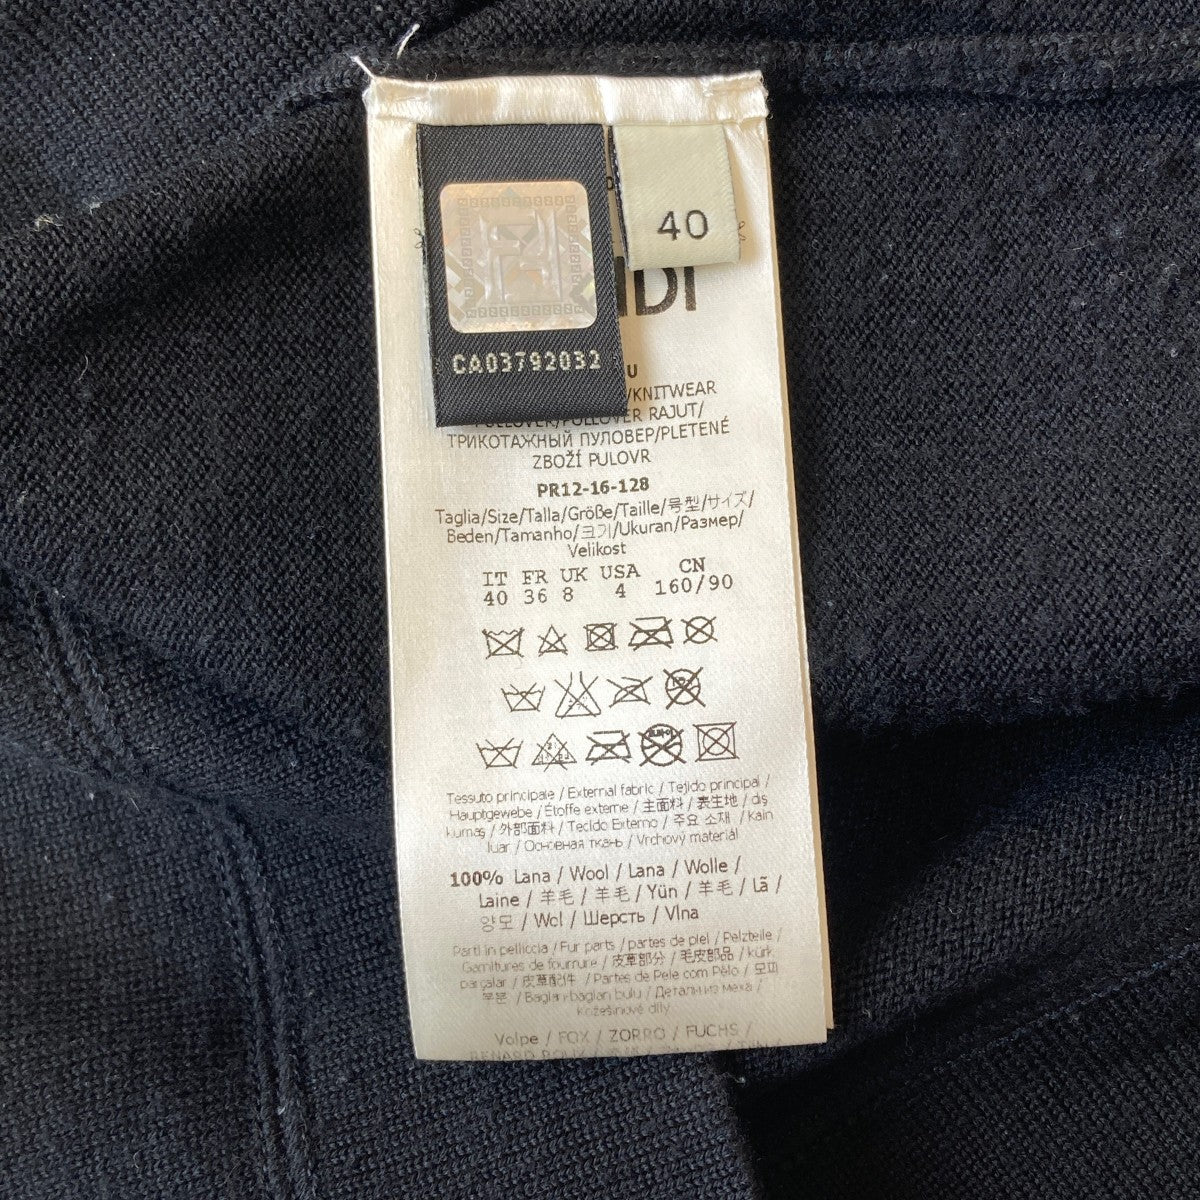 40
CA03792032
/KNITWEAR
PULLOVER/PULLOVER RAJUT/
ТРИКОТАЖНЫЙ ПУЛОВЕР/PLETENÉ
ZBOŽÍ PULOVR
PR12-16-128
Taglia/Size/Talla/Größe/Taille/号型/サイズ/
Beden/Tamanho/크기/Ukuran/Размер/
Velikost
IT FR UK USA CN
40 36 8 4 160/90
Tessuto principale / External fabric / Tejido principal /
Hauptgewebe / Étoffe externe / 主面料 / 表生地 / dış
kumaş / 外部面料 / Tecido Externo / 주요 소재 / Kain
luar / Основная ткань / Vrchový materiál
100% Lana / Wool / Lana / Wolle /
Laine / 羊毛 / 羊毛 / Yün / 羊毛 / Lã /
양모 / Wol / Шерсть / Vlna
Parti in pelliccia / Fur parts / partes de piel / Pelzteile /
Garnitures de fourrure / 皮草部分 / 毛皮部品 / kürk
parçalar / 皮草配件 / Partes de Pele com Pêlo / 모피
부분 / Bagian-bagian bulu / Детали из меха /
Kožešinové díly
Volpe / FOX / ZORRO / FUCHS /